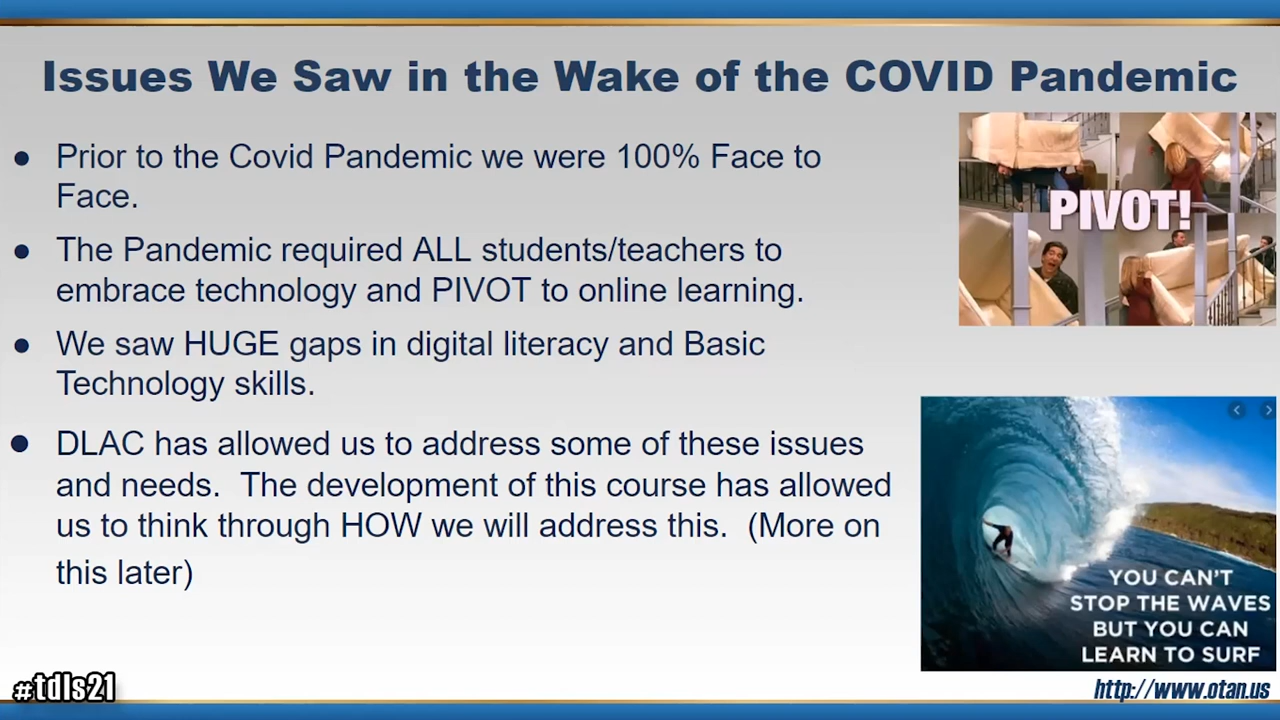 Issues We Saw in the Wake of the COVID Pandemic
● Prior to the Covid Pandemic we were 100% Face to
Face.
● The Pandemic required ALL students/teachers to
embrace technology and PIVOT to online learning.
● We saw HUGE gaps in digital literacy and Basic
Technology skills.
● DLAC has allowed us to address some of these issues
and needs.  The development of this course has allowed
us to think through HOW we will address this.  (More on
this later)
PIVOT!
YOU CAN'T
STOP THE WAVES
BUT YOU CAN
LEARN TO SURF
#tdls21
http://www.otan.us